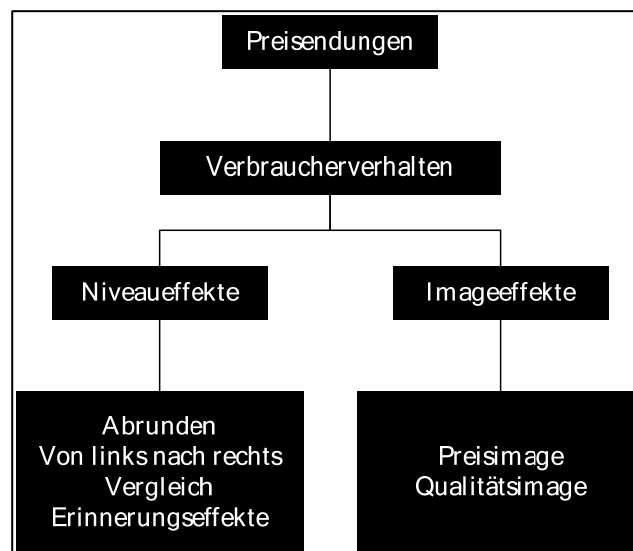 Preisendungen
Verbraucherverhalten
Niveaueffekte
Imageeffekte
Abrunden
Von links nach rechts
Vergleich
Erinnerungseffekte
Preisimage
Qualitätsimage